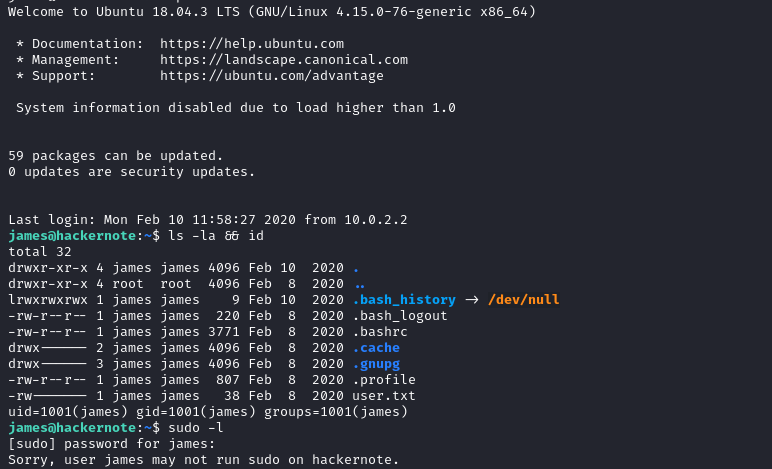 Welcome to Ubuntu 18.04.3 LTS (GNU/Linux 4.15.0-76-generic x86_64)
* Documentation:  https://help.ubuntu.com
* Management:     https://landscape.canonical.com
* Support:        https://ubuntu.com/advantage
System information disabled due to load higher than 1.0
59 packages can be updated.
0 updates are security updates.
Last login: Mon Feb 10 11:58:27 2020 from 10.0.2.2
james@hackernote:~$ ls -la && id
total 32
drwxr-xr-x 4 james james 4096 Feb 10  2020 .
drwxr-xr-x 4 root  root  4096 Feb  8  2020 ..
lrwxrwxrwx 1 james james    9 Feb 10  2020 .bash_history -> /dev/null
-rw-r--r-- 1 james james  220 Feb  8  2020 .bash_logout
-rw-r--r-- 1 james james 3771 Feb  8  2020 .bashrc
drwx------ 2 james james 4096 Feb  8  2020 .cache
drwx------ 3 james james 4096 Feb  8  2020 .gnupg
-rw-r--r-- 1 james james  807 Feb  8  2020 .profile
-rw------- 1 james james   38 Feb  8  2020 user.txt
uid=1001(james) gid=1001(james) groups=1001(james)
james@hackernote:~$ sudo -l
[sudo] password for james:
Sorry, user james may not run sudo on hackernote.